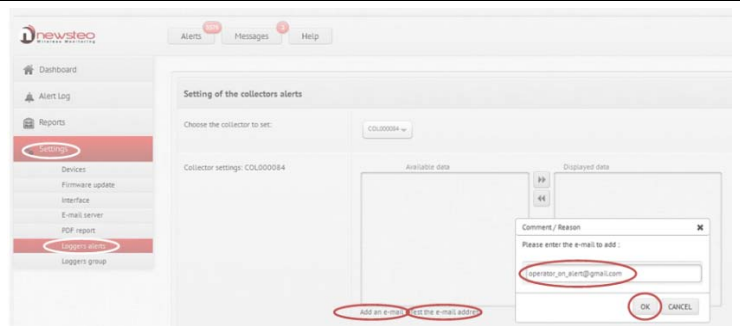 newsteo
Wireless Monitoring
Alerts
Messages
Help
Dashboard
Alert Log
Reports
Settings
Devices
Firmware update
Interface
E-mail server
PDF report
Loggers alerts
Loggers group
Setting of the collectors alerts
Choose the collector to set:
COL000084
Collector settings: COL000084
Available data
Displayed data
Comment / Reason
Please enter the e-mail to add :
operator_on_alert@gmail.com
OK
CANCEL
Add an e-mail
est the e-mail address